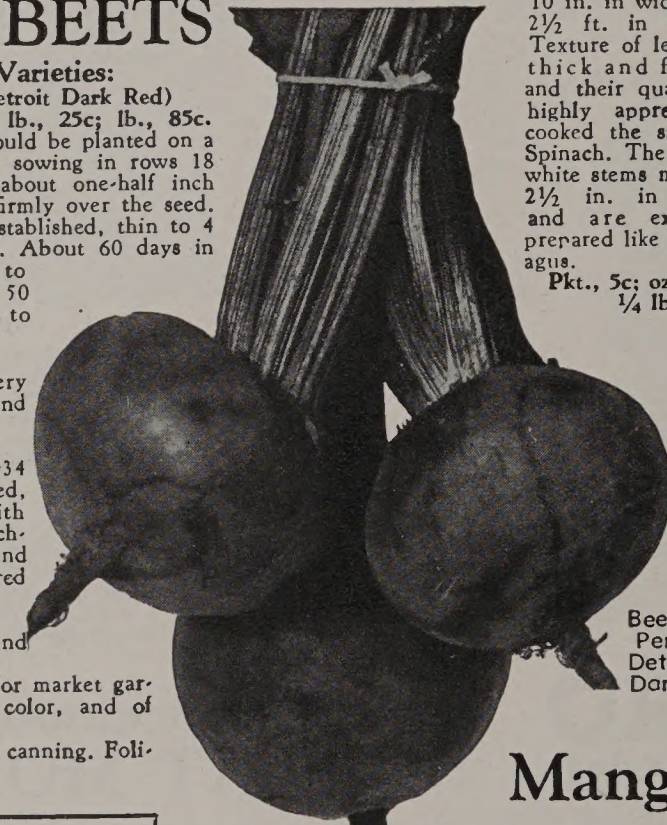 BEETS
Varieties:
etroit Dark Red)
lb., 25c; lb., 85c.
ould be planted on a
sowing in rows 18
about one-half inch
firmly over the seed.
stablished, thin to 4
. About 60 days in
to
50
to
ery
nd
34
ed,
ith
ch-
nd
red
end
or market gar-
color, and of
canning. Foli-
10 in. in wid
2½ ft. in
Texture of le
thick and f
and their qua
highly appre
cooked the s
Spinach. The
white stems m
2½ in. in
and are ex
prepared like
agus.
Pkt., 5c; oz
¼ lb
Bee
Per
Det
Dar
Mang